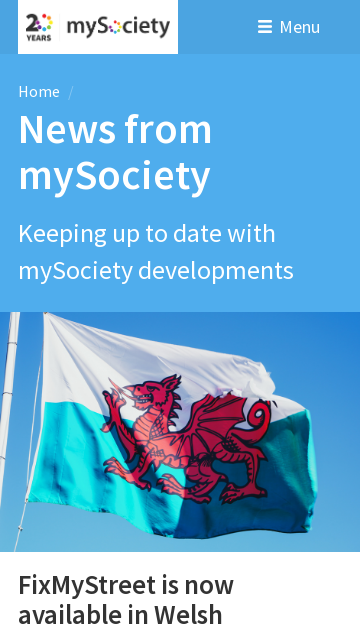 20 YEARS mySociety
Menu
Home /
News from
mySociety
Keeping up to date with
mySociety developments
FixMyStreet is now
available in Welsh